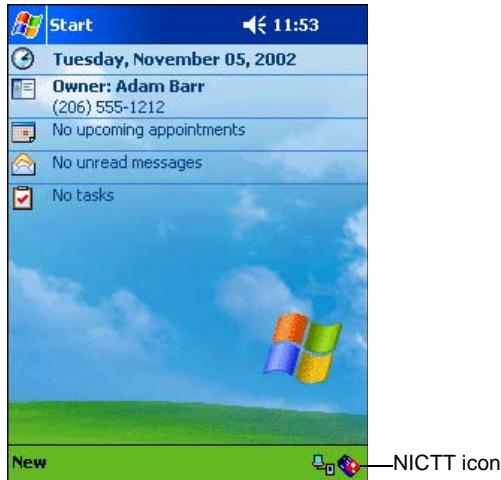 Start 11:53
Tuesday, November 05, 2002
Owner: Adam Barr
(206) 555-1212
No upcoming appointments
No unread messages
No tasks
New
NICTT icon